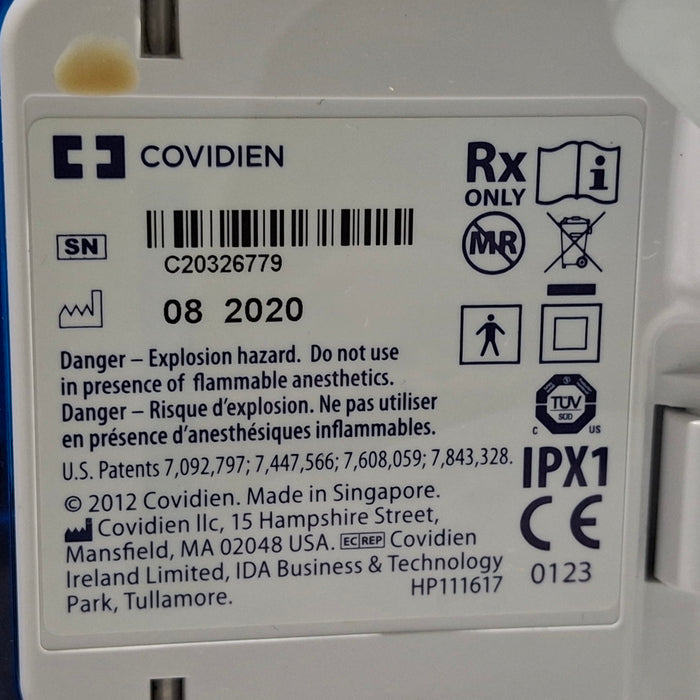 COVIDIEN
Rx
ONLY
i
SN
C20326779
MR
08 2020
Danger – Explosion hazard. Do not use
in presence of flammable anesthetics.
Danger – Risque d'explosion. Ne pas utiliser
en présence d'anesthésiques inflammables.
TÜV
SÜD
C US
U.S. Patents 7,092,797; 7,447,566; 7,608,059; 7,843,328.
IPX1
© 2012 Covidien. Made in Singapore.
Covidien llc, 15 Hampshire Street,
Mansfield, MA 02048 USA. EC REP Covidien
Ireland Limited, IDA Business & Technology
Park, Tullamore.
HP111617
CE
0123